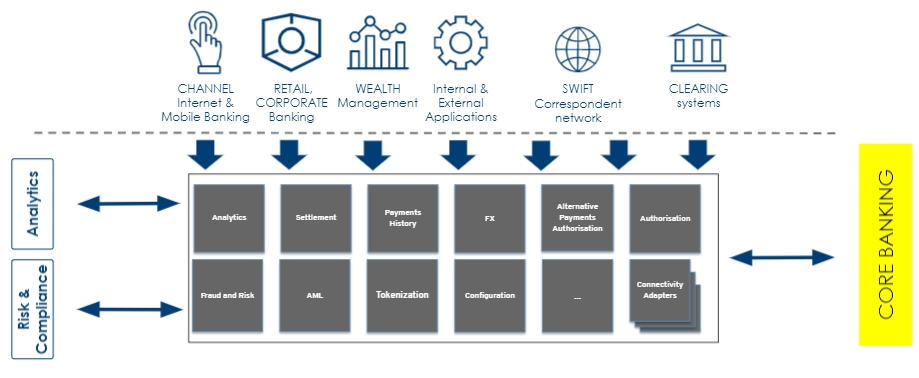 CHANNEL
Internet &
Mobile Banking
RETAIL,
CORPORATE
Banking
WEALTH
Management
Internal &
External
Applications
SWIFT
Correspondent
network
CLEARING
systems
Analytics
Risk &
Compliance
Analytics
Settlement
Payments
History
FX
Alternative
Payments
Authorisation
Authorisation
Fraud and Risk
AML
Tokenization
Configuration
...
Connectivity
Adapters
CORE BANKING